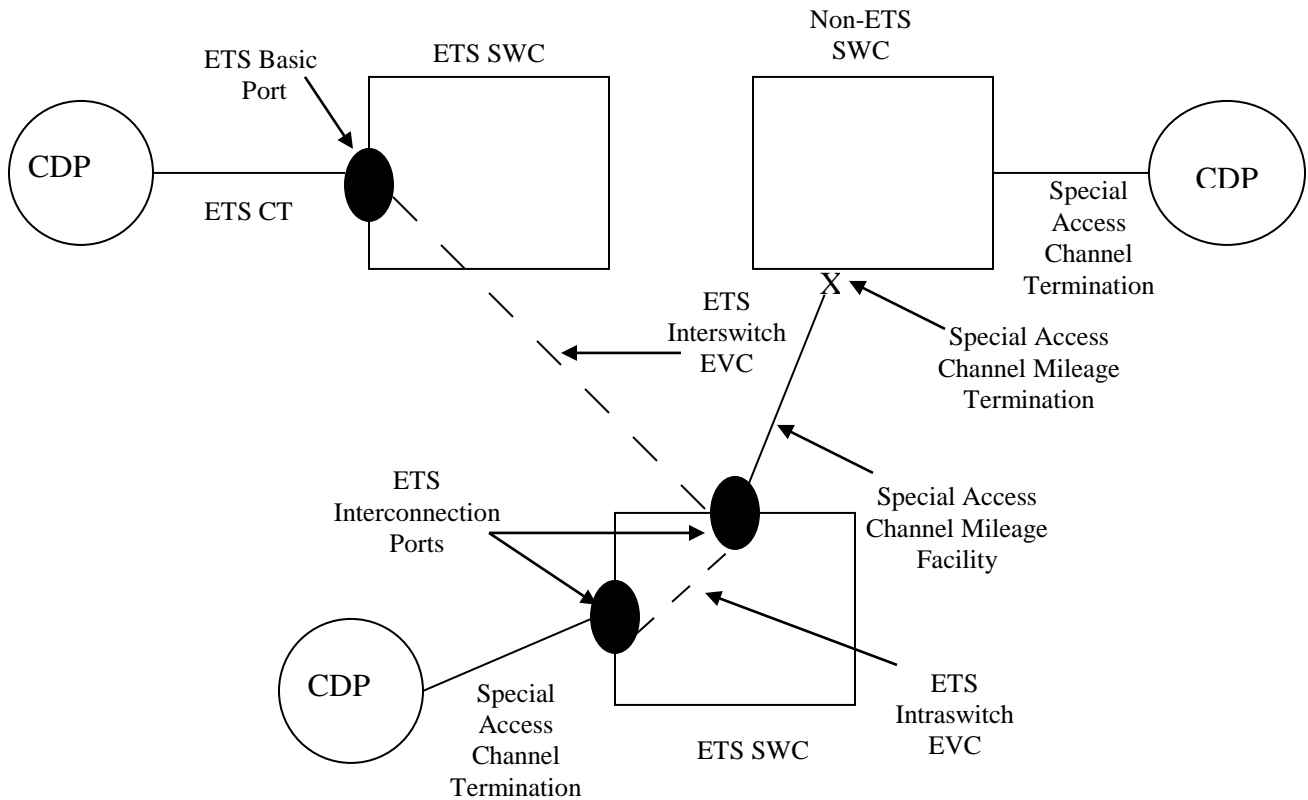 Non-ETS
SWC
ETS SWC
ETS Basic
Port
CDP
ETS CT
CDP
Special
Access
Channel
Termination
X
ETS
Interswitch
EVC
Special Access
Channel Mileage
Termination
ETS
Interconnection
Ports
Special Access
Channel Mileage
Facility
CDP
Special
Access
Channel
Termination
ETS
Intraswitch
EVC
ETS SWC